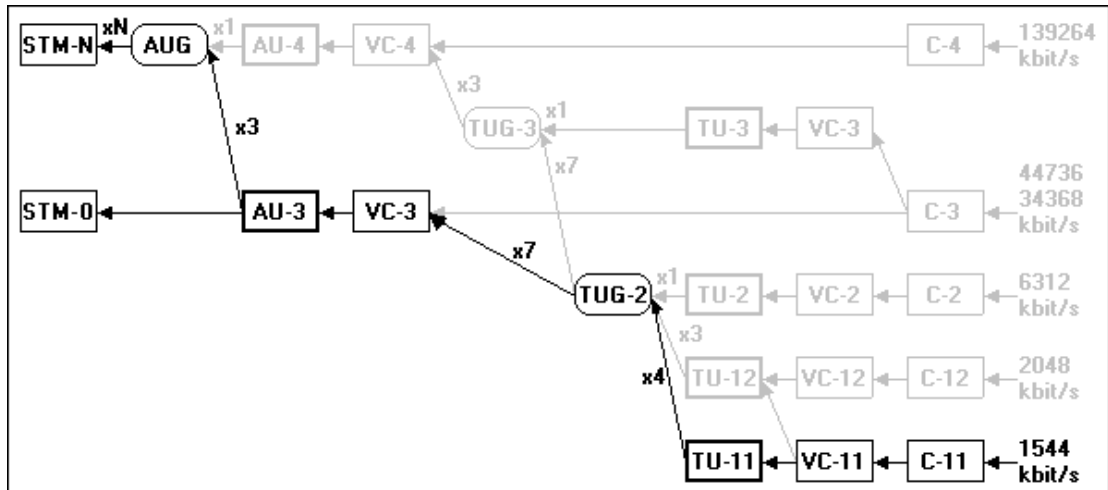 xN
x1
STM-N
AUG
AU-4
VC-4
C-4
139264
kbit/s
x3
TUG-3
x1
TU-3
VC-3
x3
x7
44736
34368
kbit/s
STM-0
AU-3
VC-3
C-3
x7
TUG-2
x1
TU-2
VC-2
C-2
6312
kbit/s
x3
x4
TU-12
VC-12
C-12
2048
kbit/s
TU-11
VC-11
C-11
1544
kbit/s